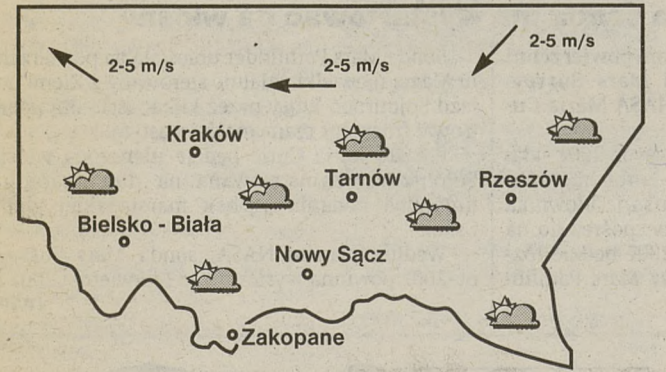 2-5 m/s
2-5 m/s
2-5 m/s
Kraków
Tarnów
Rzeszów
Bielsko - Biała
Nowy Sącz
Zakopane